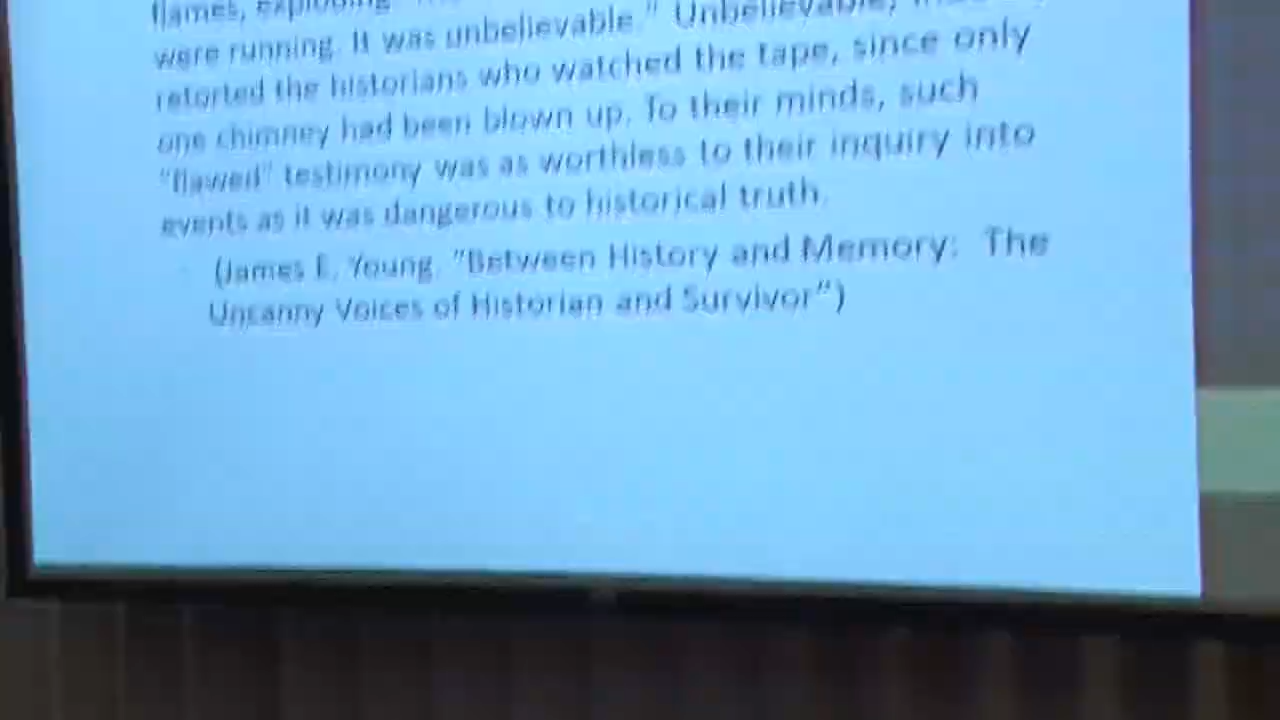 flames, exploding
were running. It was unbelievable." Unbelievable,
retorted the historians who watched the tape, since only
one chimney had been blown up. To their minds, such
"flawed" testimony was as worthless to their inquiry into
events as it was dangerous to historical truth.
(James E. Young, "Between History and Memory: The
Uncanny Voices of Historian and Survivor")